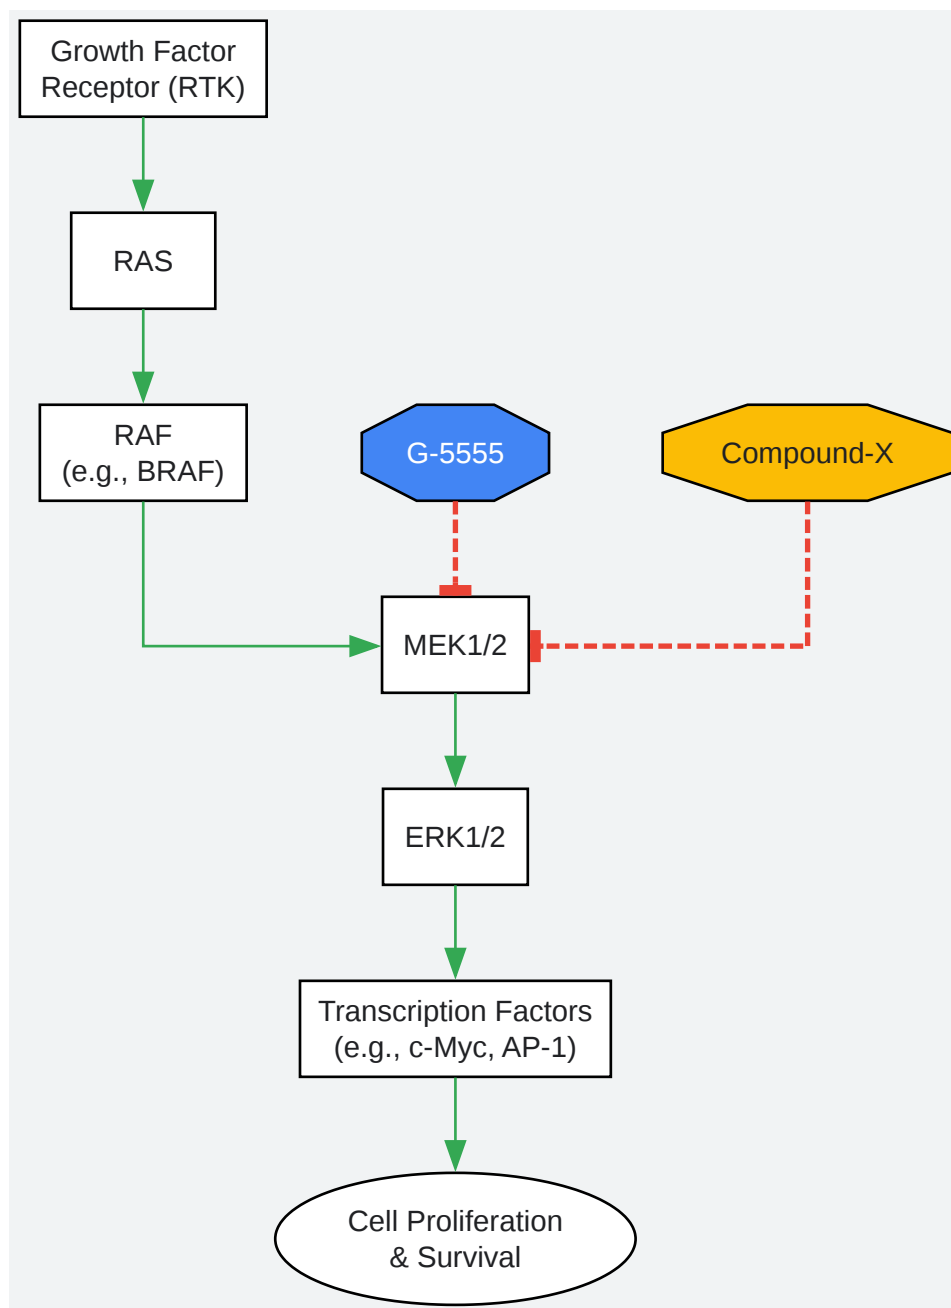 Growth Factor
Receptor (RTK)
RAS
RAF
(e.g., BRAF)
G-5555
Compound-X
MEK1/2
ERK1/2
Transcription Factors
(e.g., c-Myc, AP-1)
Cell Proliferation
& Survival